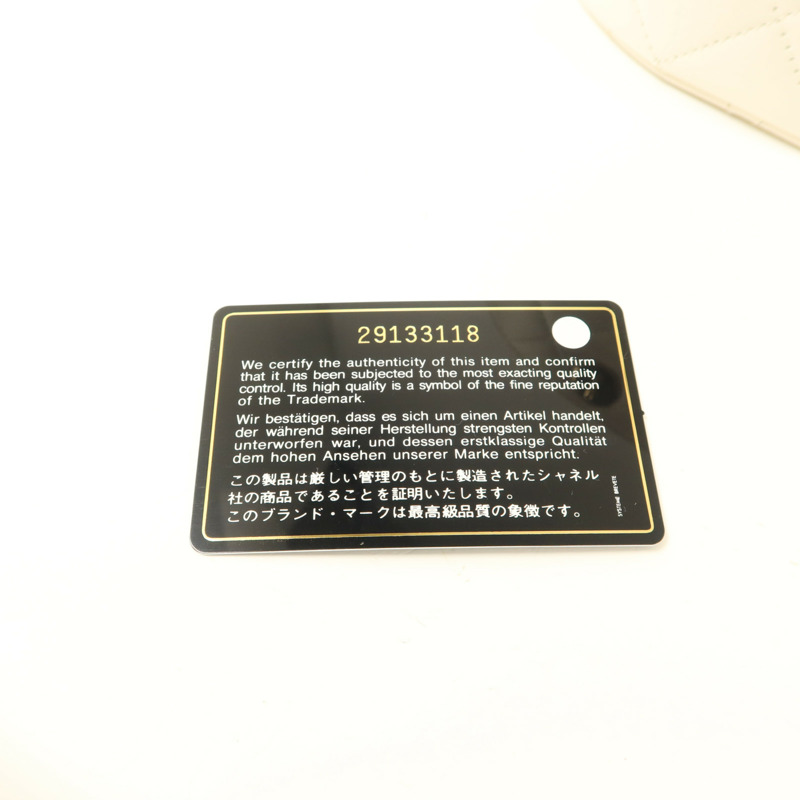 29133118
We certify the authenticity of this item and confirm
that it has been subjected to the most exacting quality
control. Its high quality is a symbol of the fine reputation
of the Trademark.
Wir bestätigen, dass es sich um einen Artikel handelt,
der während seiner Herstellung strengsten Kontrollen
unterworfen war, und dessen erstklassige Qualität
dem hohen Ansehen unserer Marke entspricht.
この製品は厳しい管理のもとに製造されたシャネル
社の商品であることを証明いたします。
このブランド・マークは最高級品質の象徴です。
SYSTEME BREVETE